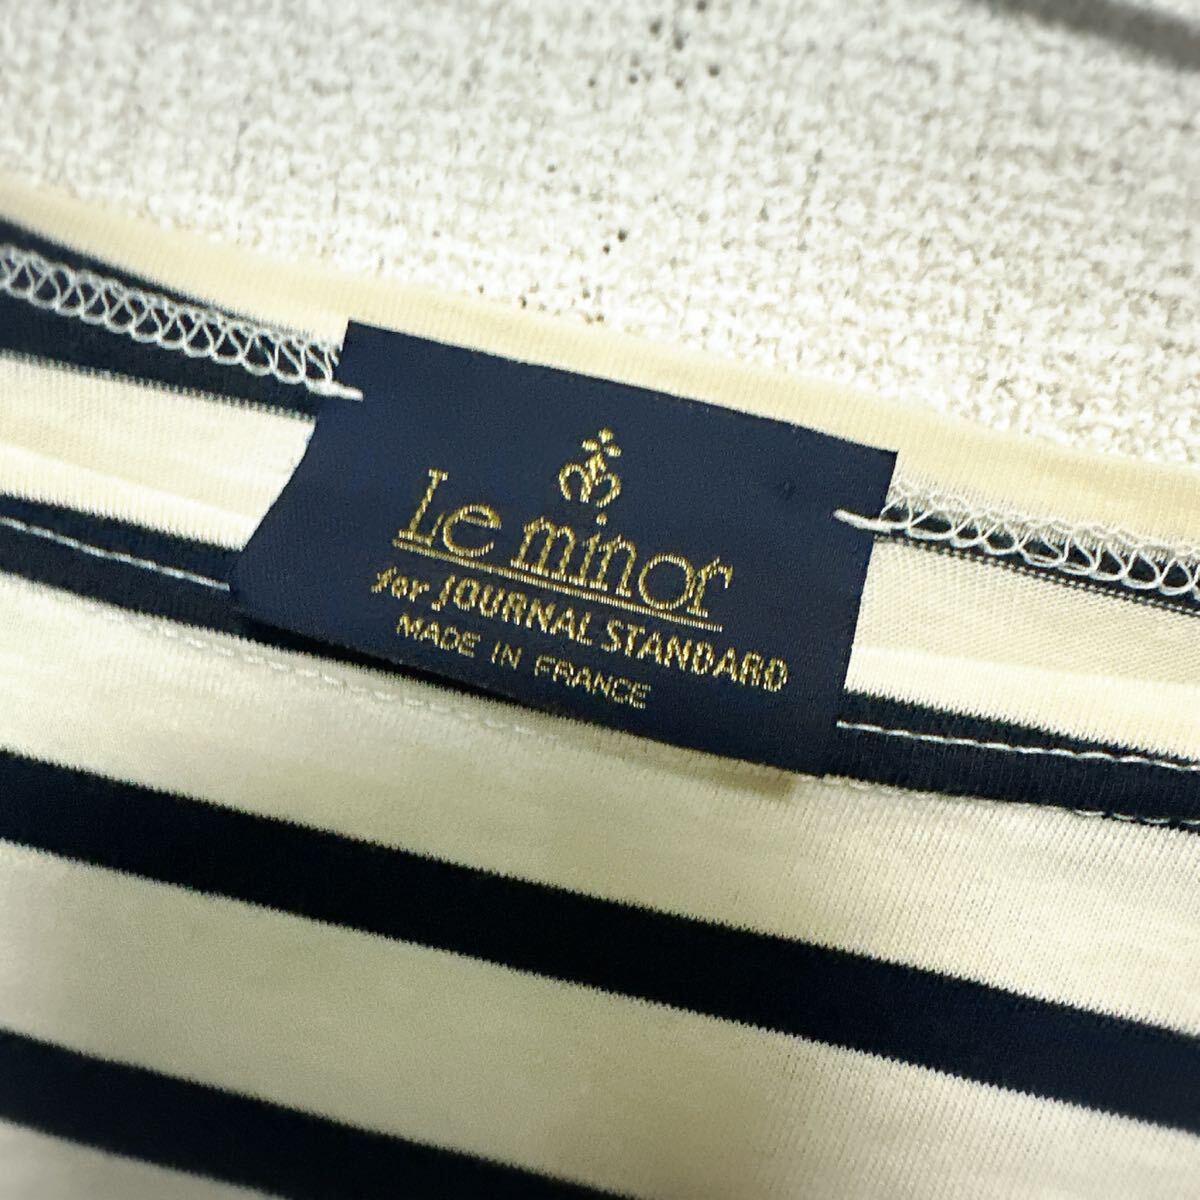 Le minor
for JOURNAL STANDARD
MADE IN FRANCE